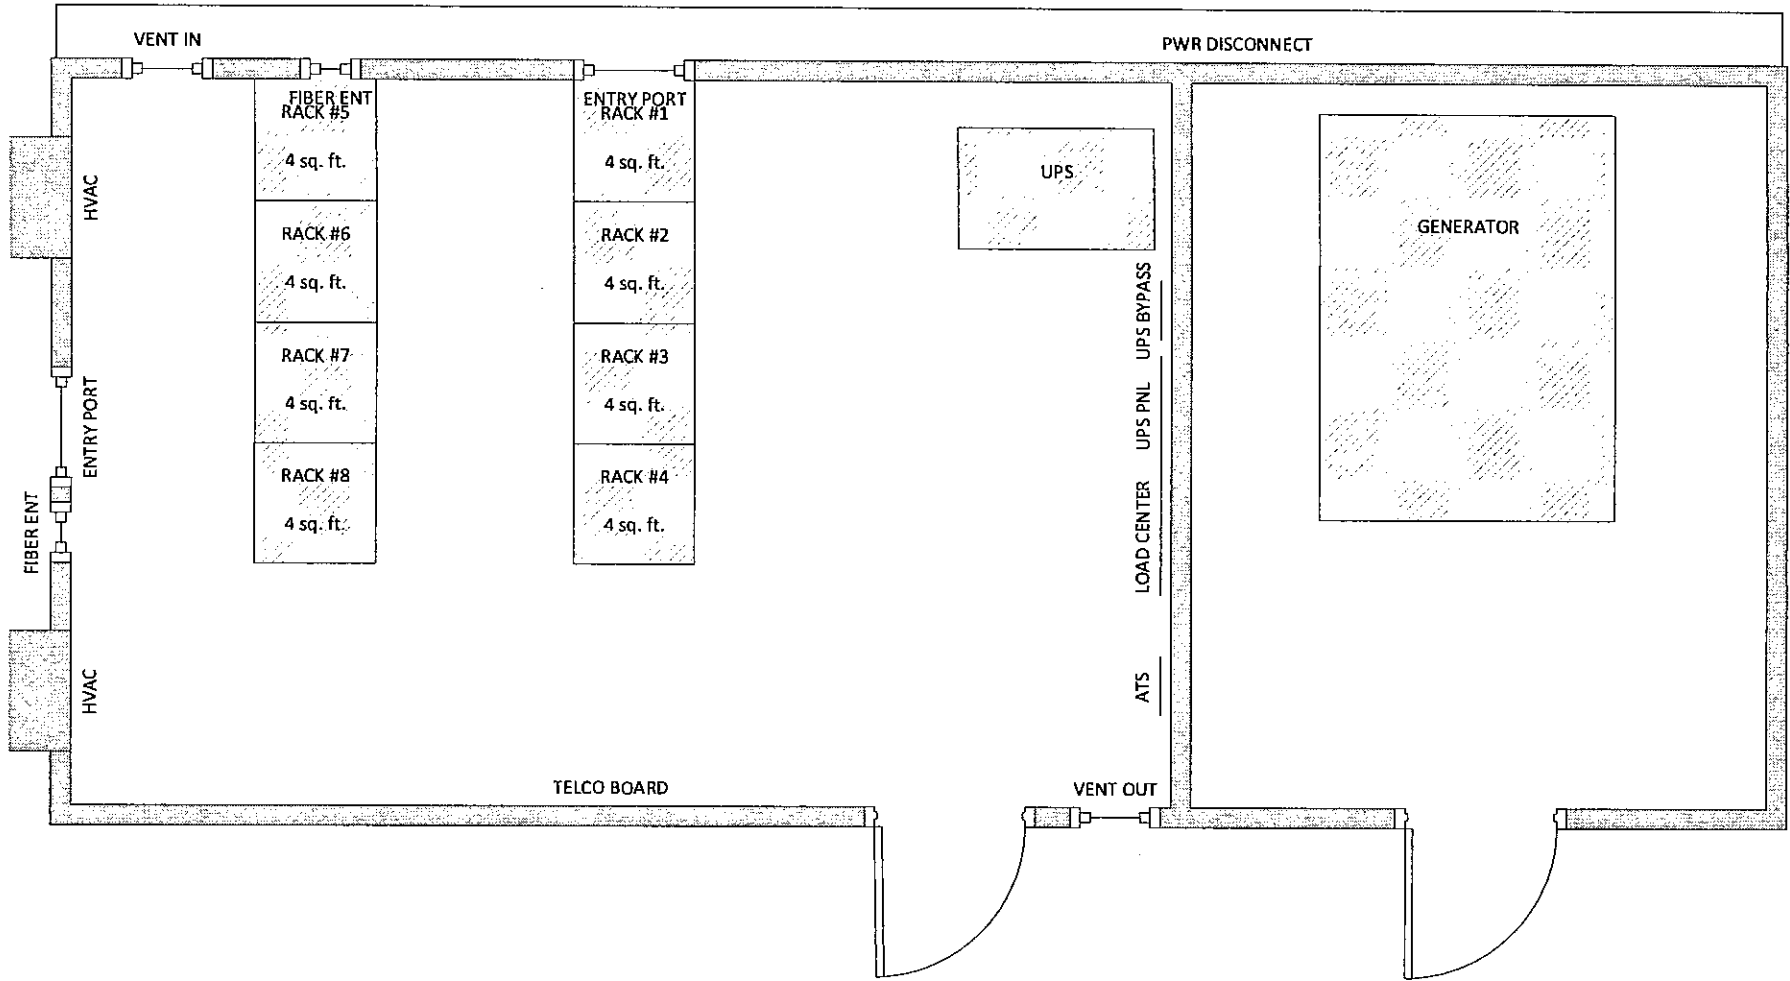 VENT IN
PWR DISCONNECT
FIBER ENT
RACK #5
4 sq. ft.
ENTRY PORT
RACK #1
4 sq. ft.
UPS
HVAC
RACK #6
4 sq. ft.
RACK #2
4 sq. ft.
GENERATOR
UPS BYPASS
RACK #7
4 sq. ft.
RACK #3
4 sq. ft.
UPS PNL
ENTRY PORT
RACK #8
4 sq. ft.
RACK #4
4 sq. ft.
LOAD CENTER
FIBER ENT
HVAC
ATS
TELCO BOARD
VENT OUT